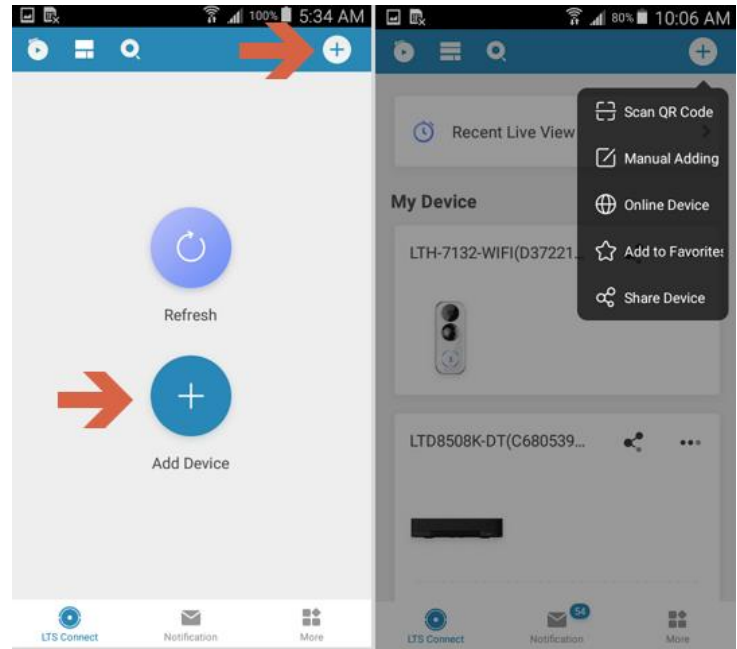 100% 5:34 AM
Refresh
Add Device
LTS Connect
Notification
More
80% 10:06 AM
Scan QR Code
Recent Live View
Manual Adding
My Device
Online Device
LTH-7132-WIFI(D37221...
Add to Favorites
Share Device
LTD8508K-DT(C680539...
54
LTS Connect
Notification
More